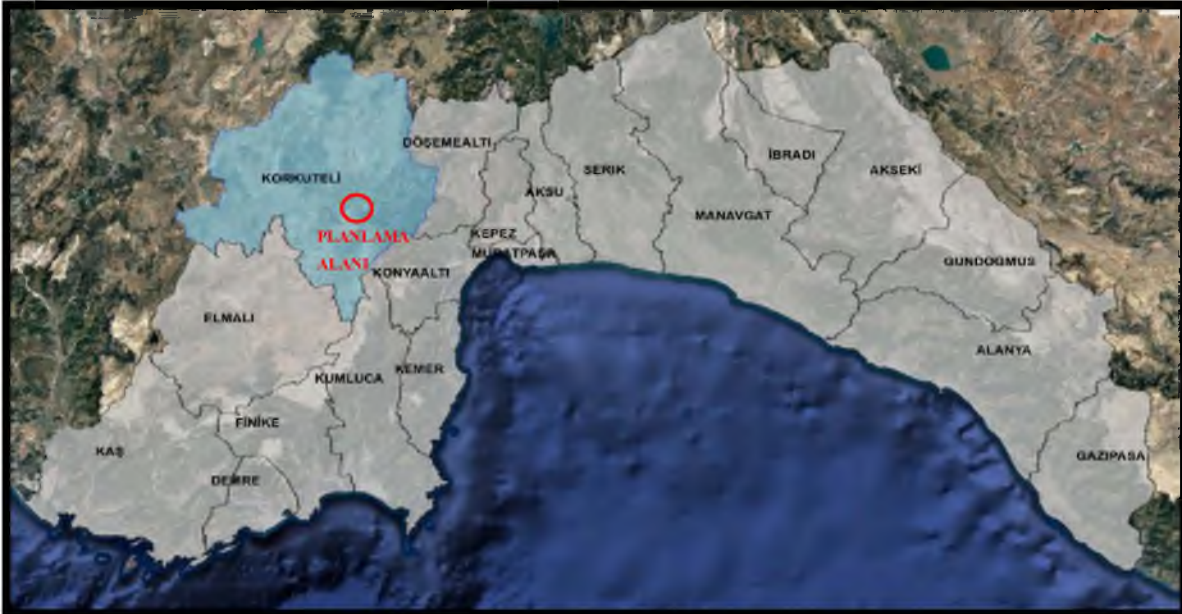 DÖŞEMEALTI
KORKUTELİ
SERIK
İBRADI
AKSEKİ
AKSU
MANAVGAT
PLANLAMA
ALANI
KEPEZ
MURATPAŞA
KONYAALTI
GUNDOGMUS
ELMALI
ALANYA
KUMLUCA
KEMER
FİNİKE
KAŞ
GAZIPASA
DEMRE